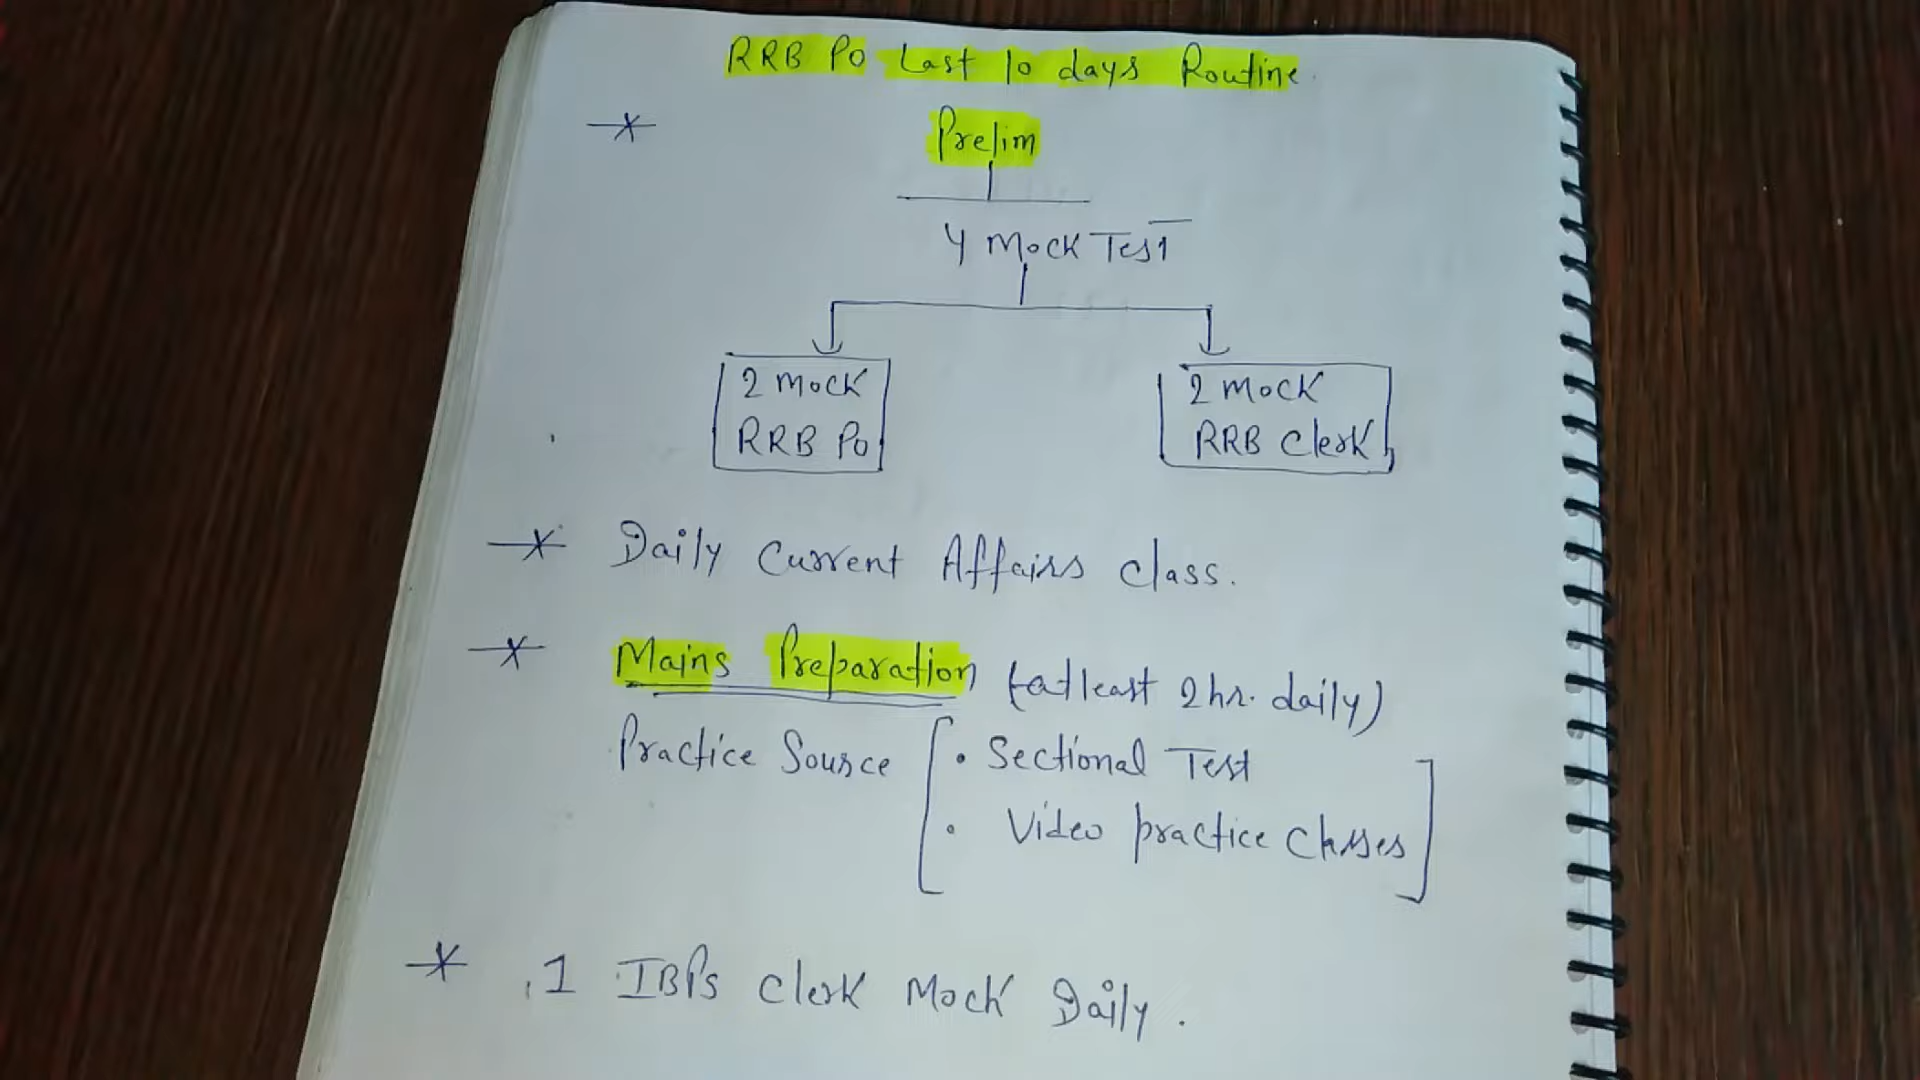 RRB PO Last 10 days Routine
Prelim
4 Mock Test
2 Mock
RRB PO
2 Mock
RRB Clerk
Daily Current Affairs class.
Mains Preparation (at least 2 hr. daily)
Practice Source [ • Sectional Test
• Video practice Classes ]
1 IBPS Clerk Mock Daily.